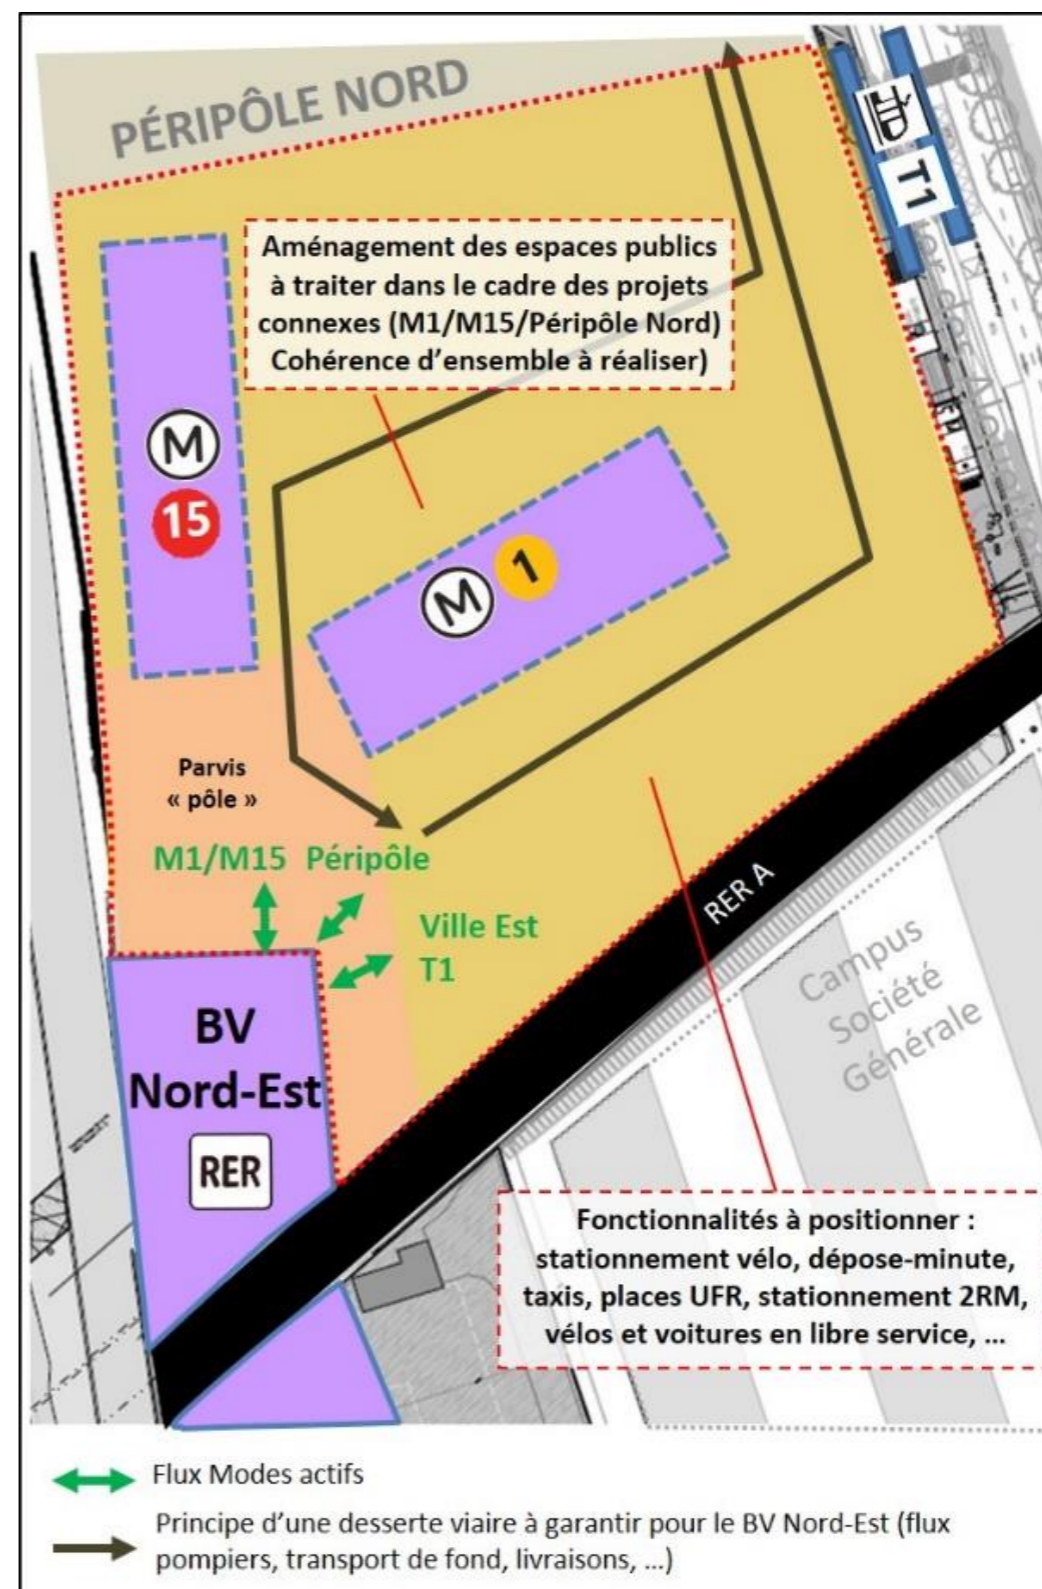 PÉRIPÔLE NORD
T1
Aménagement des espaces publics
à traiter dans le cadre des projets
connexes (M1/M15/Péripôle Nord)
Cohérence d'ensemble à réaliser)
M
15
M 1
Parvis
« pôle »
M1/M15 Péripôle
Ville Est
T1
RER A
BV
Nord-Est
RER
Campus
Société
Générale
Fonctionnalités à positionner :
stationnement vélo, dépose-minute,
taxis, places UFR, stationnement 2RM,
vélos et voitures en libre service, ...
Flux Modes actifs
Principe d'une desserte viaire à garantir pour le BV Nord-Est (flux
pompiers, transport de fond, livraisons, ...)